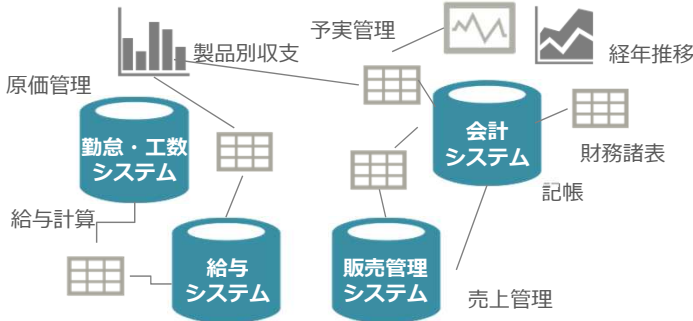 予実管理
製品別収支
経年推移
原価管理
勤怠・工数
システム
会計
システム
財務諸表
記帳
給与計算
給与
システム
販売管理
システム
売上管理